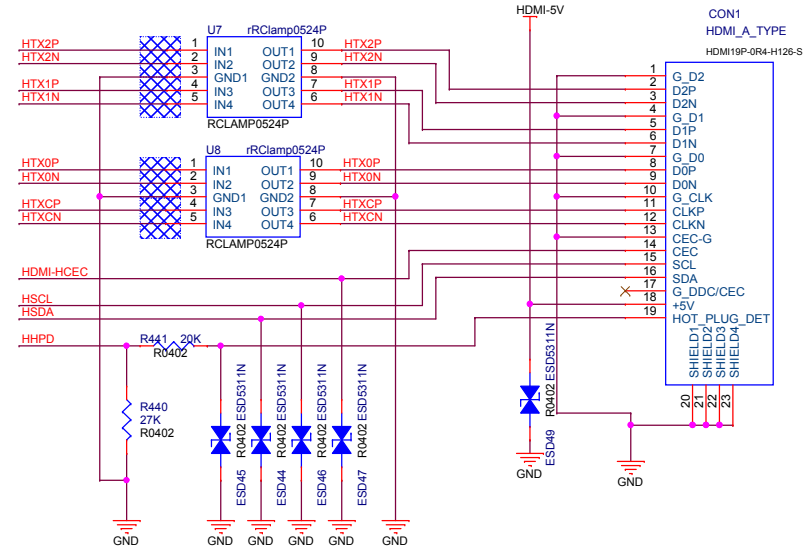 HDMI-5V
CON1
HDMI_A_TYPE
HDMI19P-0R4-H126-S
U7 rRClamp0524P
HTX2P 1 IN1 OUT1 10 HTX2P
HTX2N 2 IN2 OUT2 9 HTX2N
3 GND1 GND2 8
HTX1P 4 IN3 OUT3 7 HTX1P
HTX1N 5 IN4 OUT4 6 HTX1N
RCLAMP0524P
U8 rRClamp0524P
HTX0P 1 IN1 OUT1 10 HTX0P
HTX0N 2 IN2 OUT2 9 HTX0N
3 GND1 GND2 8
HTXCP 4 IN3 OUT3 7 HTXCP
HTXCN 5 IN4 OUT4 6 HTXCN
RCLAMP0524P
1 G_D2
2 D2P
3 D2N
4 G_D1
5 D1P
6 D1N
7 G_D0
8 D0P
9 D0N
10 G_CLK
11 CLKP
12 CLKN
13 CEC-G
14 CEC
15 SCL
16 SDA
17 G_DDC/CEC
18 +5V
19 HOT_PLUG_DET
SHIELD1
SHIELD2
SHIELD3
SHIELD4
20
21
22
23
HDMI-HCEC
HSCL
HSDA
HHPD
R441 20K
R0402
R440
27K
R0402
ESD45 R0402 ESD5311N
ESD44 R0402 ESD5311N
ESD46 R0402 ESD5311N
ESD47 R0402 ESD5311N
ESD49 R0402 ESD5311N
GND
GND
GND
GND
GND
GND
GND
GND